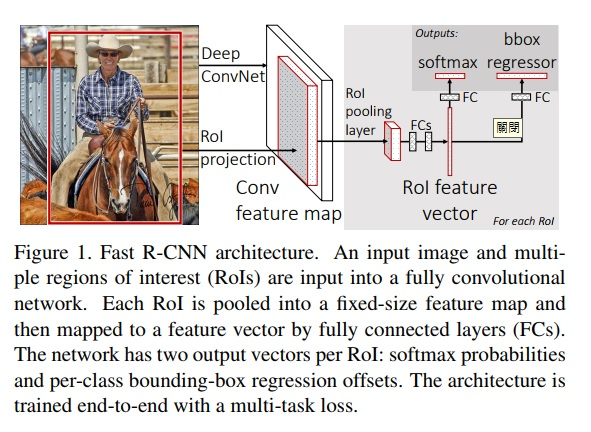 Outputs:
bbox
softmax regressor
Deep
ConvNet
FC FC
RoI
pooling
layer
FCs
關閉
RoI
projection
Conv
feature map
RoI feature
vector
For each RoI
Figure 1. Fast R-CNN architecture. An input image and multi-
ple regions of interest (RoIs) are input into a fully convolutional
network. Each RoI is pooled into a fixed-size feature map and
then mapped to a feature vector by fully connected layers (FCs).
The network has two output vectors per RoI: softmax probabilities
and per-class bounding-box regression offsets. The architecture is
trained end-to-end with a multi-task loss.